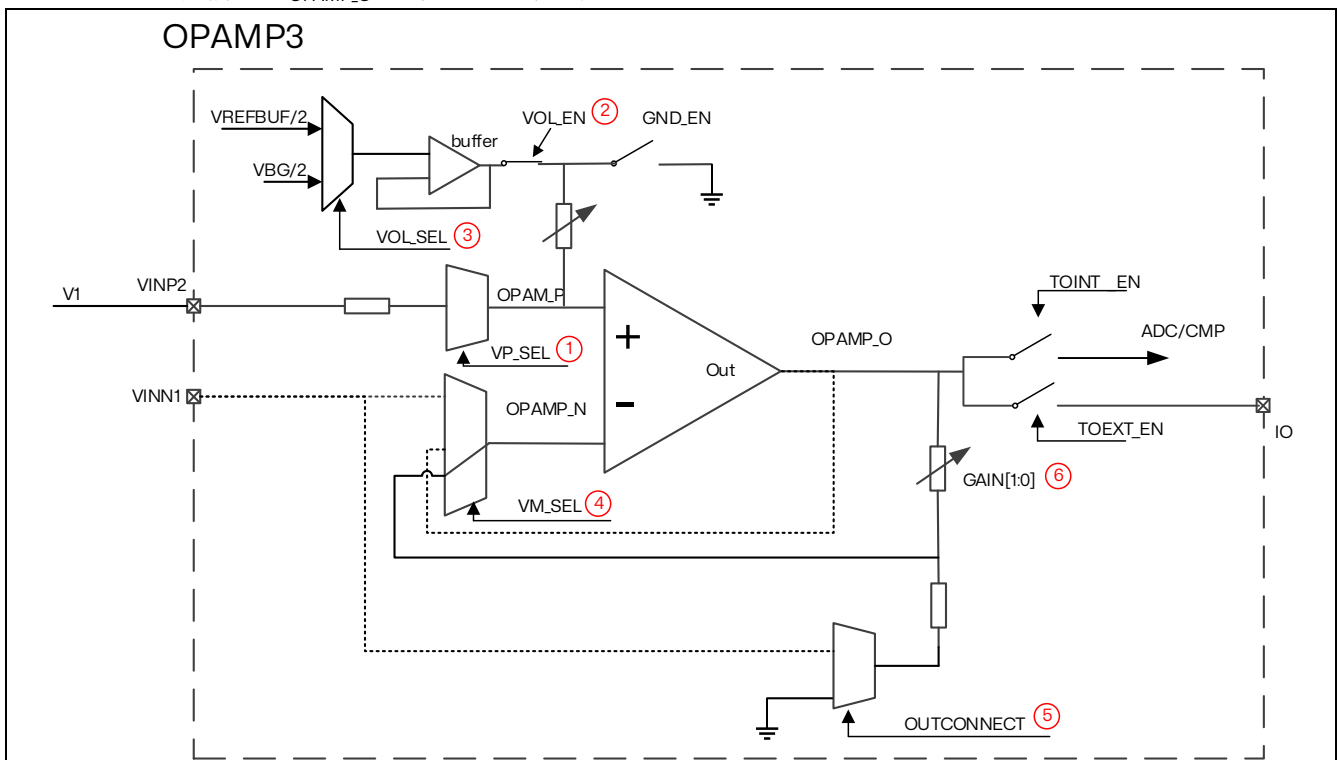 OPAMP_O
OPAMP3
VREFBUF/2
VBG/2
buffer
VOL_EN 2
GND_EN
VOL_SEL 3
V1
VINP2
OPAM_P
VP_SEL 1
VINN1
OPAMP_N
VM_SEL 4
+
-
Out
OPAMP_O
TOINT _EN
ADC/CMP
TOEXT_EN
IO
GAIN[1:0] 6
OUTCONNECT 5